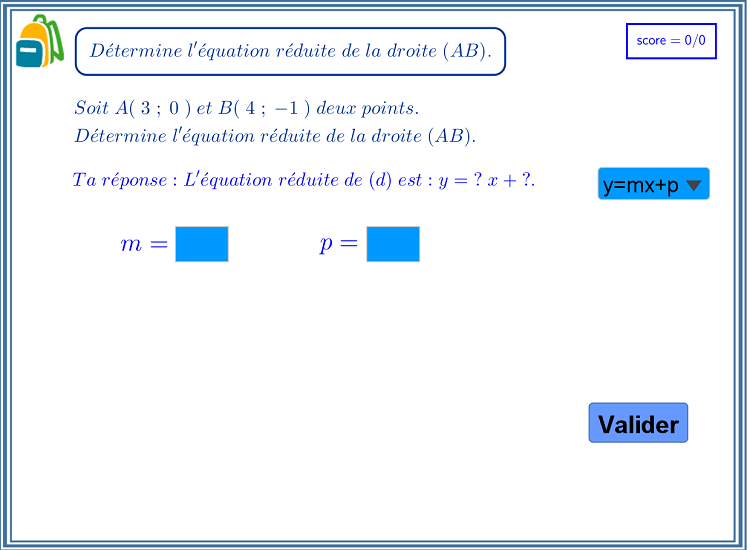 Détermine l'équation réduite de la droite (AB).
score = 0/0
Soit A( 3 ; 0 ) et B( 4 ; −1 ) deux points.
Détermine l'équation réduite de la droite (AB).
Ta réponse : L'équation réduite de (d) est : y = ? x + ?.
y=mx+p
m =
p =
Valider